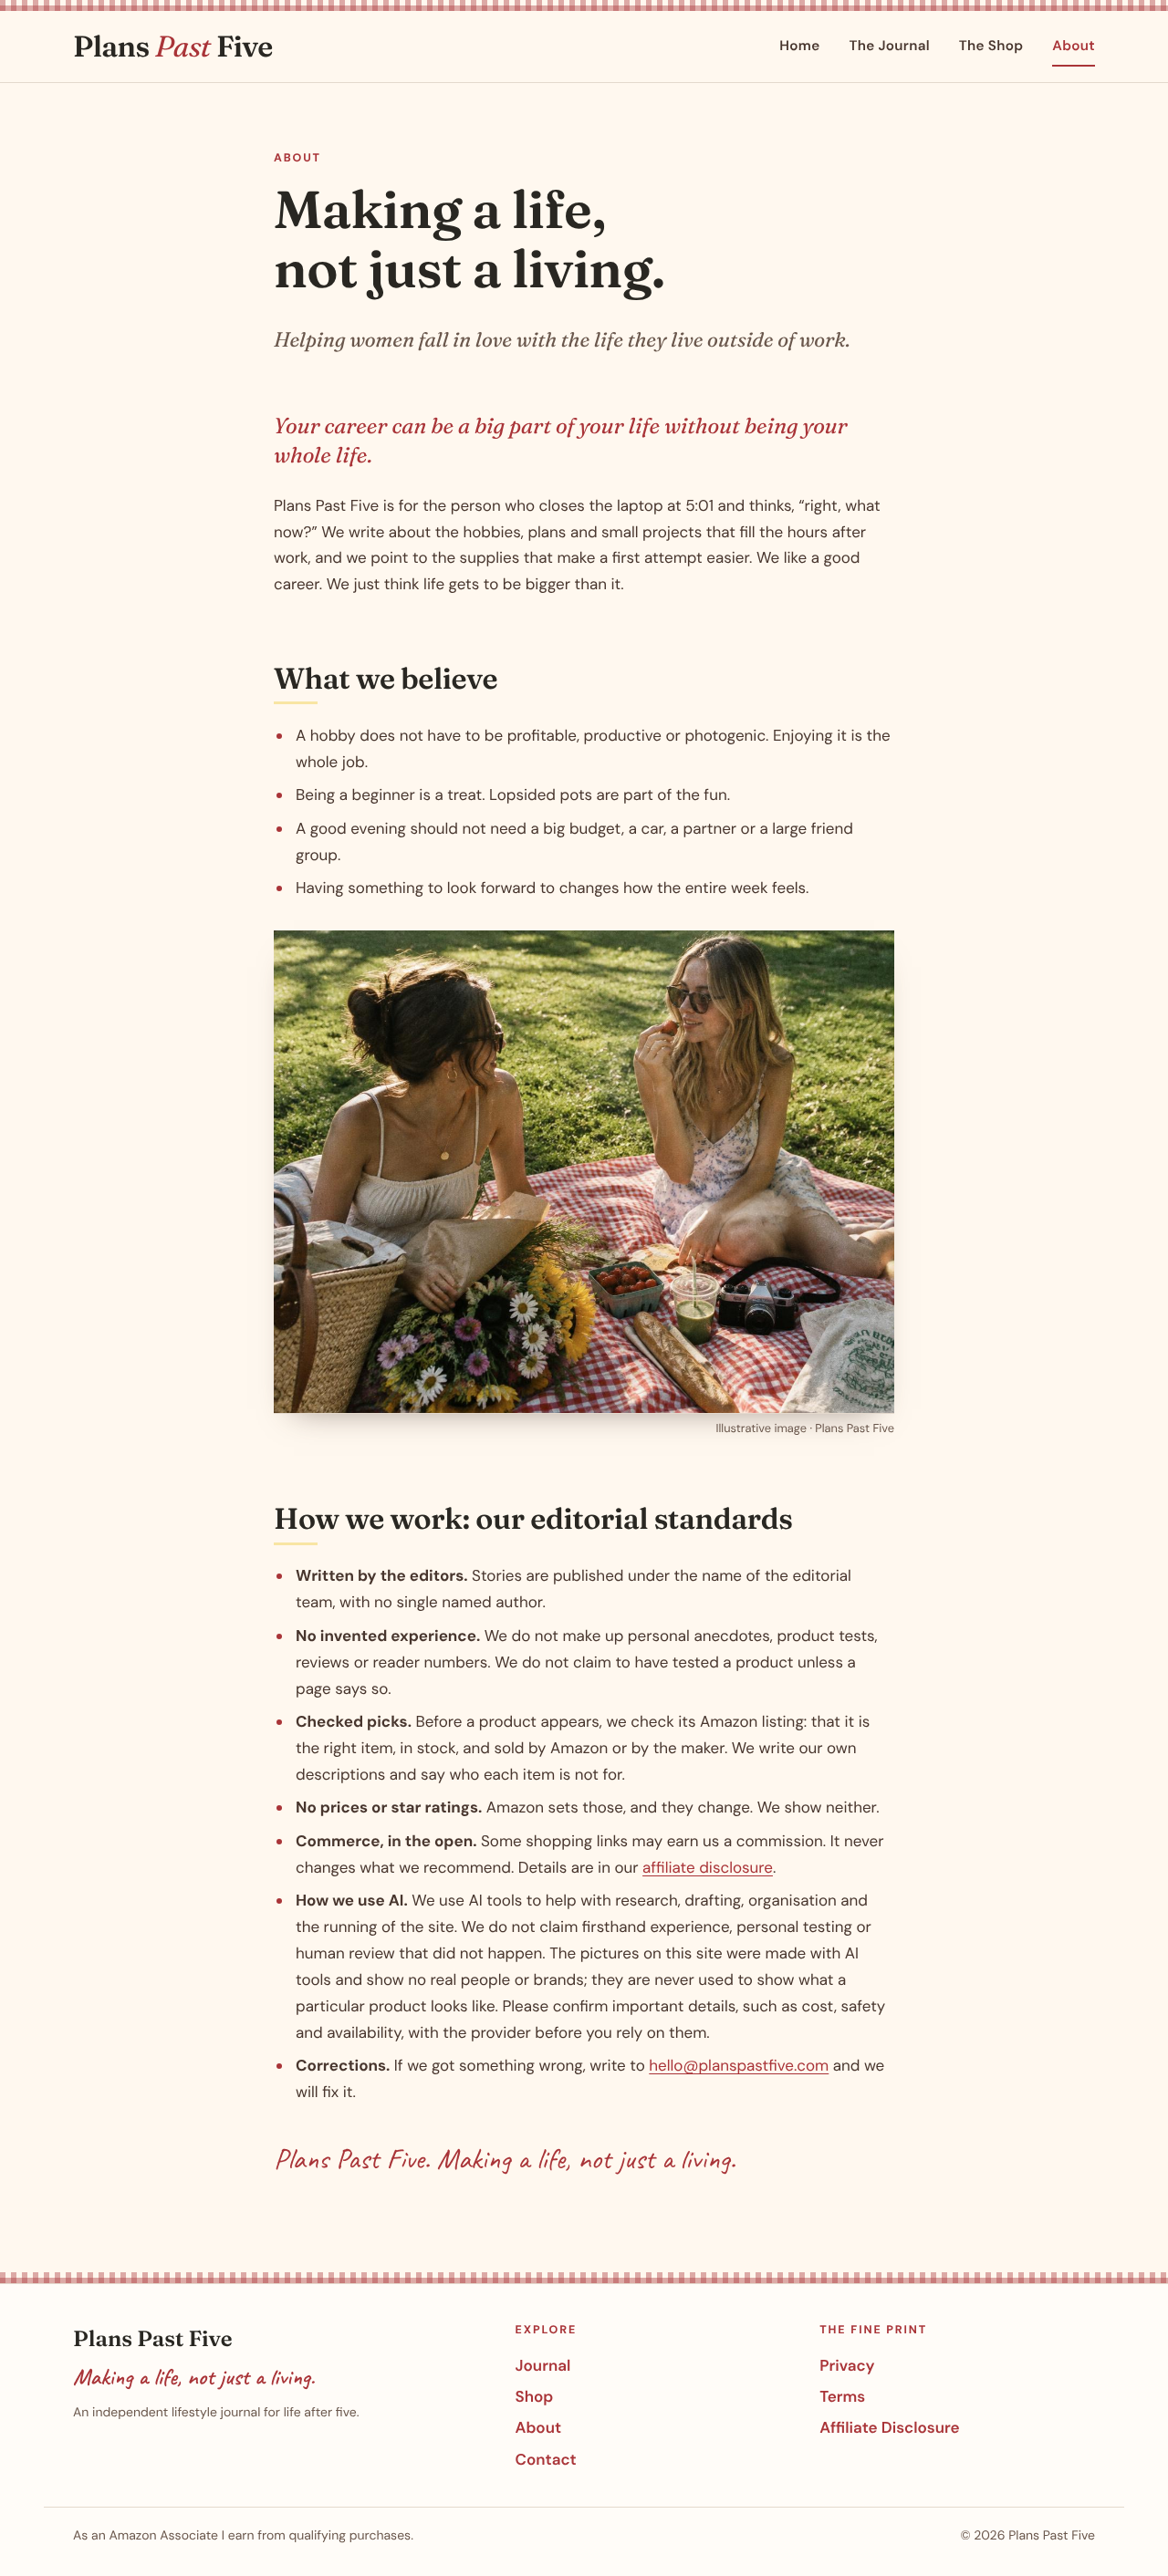 Plans Past Five
Home The Journal The Shop About
ABOUT
Making a life,
not just a living.
Helping women fall in love with the life they live outside of work.
Your career can be a big part of your life without being your
whole life.
Plans Past Five is for the person who closes the laptop at 5:01 and thinks, “right, what
now?” We write about the hobbies, plans and small projects that fill the hours after
work, and we point to the supplies that make a first attempt easier. We like a good
career. We just think life gets to be bigger than it.
What we believe
• A hobby does not have to be profitable, productive or photogenic. Enjoying it is the
whole job.
• Being a beginner is a treat. Lopsided pots are part of the fun.
• A good evening should not need a big budget, a car, a partner or a large friend
group.
• Having something to look forward to changes how the entire week feels.
Illustrative image · Plans Past Five
How we work: our editorial standards
• Written by the editors. Stories are published under the name of the editorial
team, with no single named author.
• No invented experience. We do not make up personal anecdotes, product tests,
reviews or reader numbers. We do not claim to have tested a product unless a
page says so.
• Checked picks. Before a product appears, we check its Amazon listing: that it is
the right item, in stock, and sold by Amazon or by the maker. We write our own
descriptions and say who each item is not for.
• No prices or star ratings. Amazon sets those, and they change. We show neither.
• Commerce, in the open. Some shopping links may earn us a commission. It never
changes what we recommend. Details are in our affiliate disclosure.
• How we use AI. We use AI tools to help with research, drafting, organisation and
the running of the site. We do not claim firsthand experience, personal testing or
human review that did not happen. The pictures on this site were made with AI
tools and show no real people or brands; they are never used to show what a
particular product looks like. Please confirm important details, such as cost, safety
and availability, with the provider before you rely on them.
• Corrections. If we got something wrong, write to hello@planspastfive.com and we
will fix it.
Plans Past Five. Making a life, not just a living.
Plans Past Five
Making a life, not just a living.
An independent lifestyle journal for life after five.
EXPLORE
Journal
Shop
About
Contact
THE FINE PRINT
Privacy
Terms
Affiliate Disclosure
As an Amazon Associate I earn from qualifying purchases.
© 2026 Plans Past Five